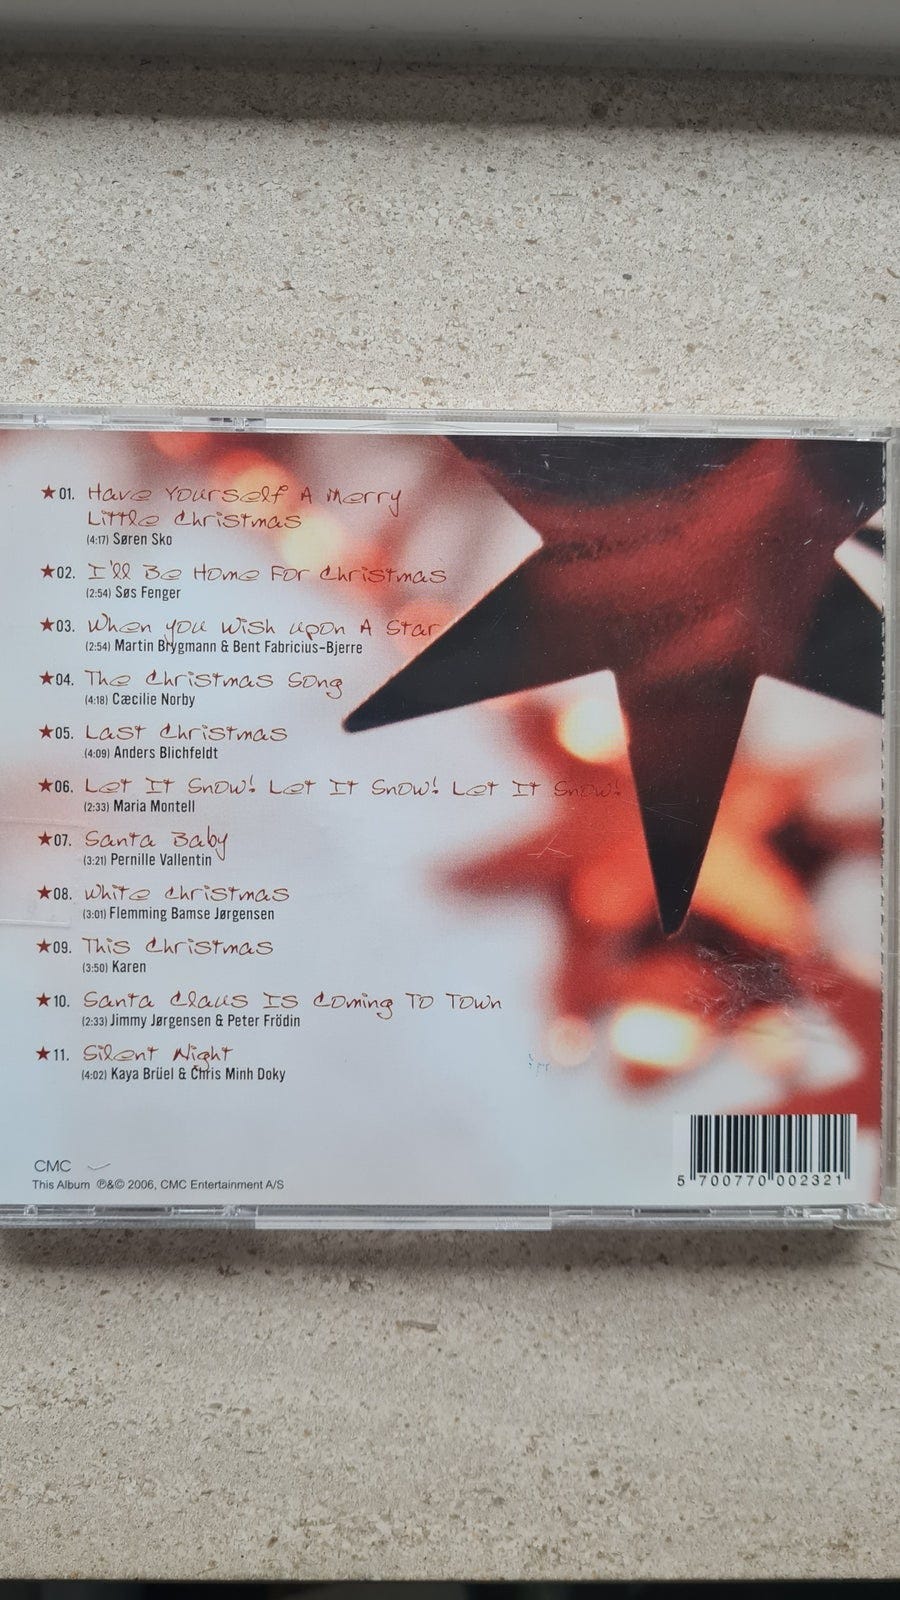 ★01. Have Yourself A Merry
Little Christmas
(4:17) Søren Sko
★02. I'll Be Home For Christmas
(2:54) Søs Fenger
★03. When you Wish upon A Star
(2:54) Martin Brygmann & Bent Fabricius-Bjerre
★04. The Christmas Song
(4:18) Cæcilie Norby
★05. Last Christmas
(4:09) Anders Blichfeldt
★06. Let It Snow! Let It Snow! Let It Snow!
(2:33) Maria Montell
★07. Santa Baby
(3:21) Pernille Vallentin
★08. White Christmas
(3:01) Flemming Bamse Jørgensen
★09. This Christmas
(3:50) Karen
★10. Santa Claus Is Coming To Town
(2:33) Jimmy Jørgensen & Peter Frödin
★11. Silent Night
(4:02) Kaya Brüel & Chris Minh Doky
CMC
This Album ℗&© 2006, CMC Entertainment A/S
5 700770 002321